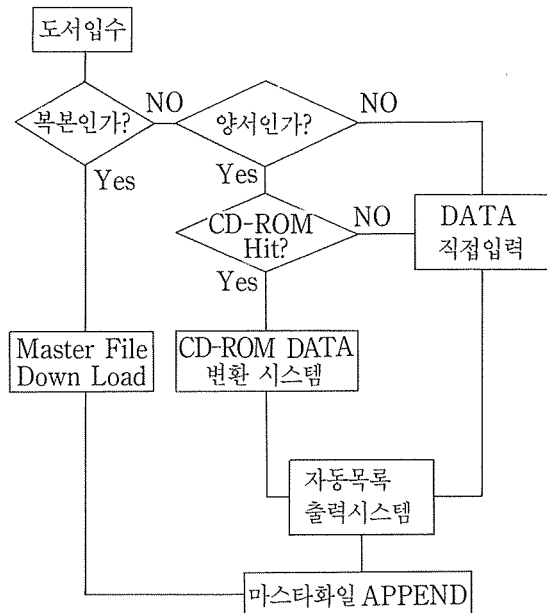 도서입수
복본인가?
NO
양서인가?
NO
Yes
Yes
CD-ROM
Hit?
NO
DATA
직접입력
Yes
Master File
Down Load
CD-ROM DATA
변환 시스템
자동목록
출력시스템
마스타화일 APPEND